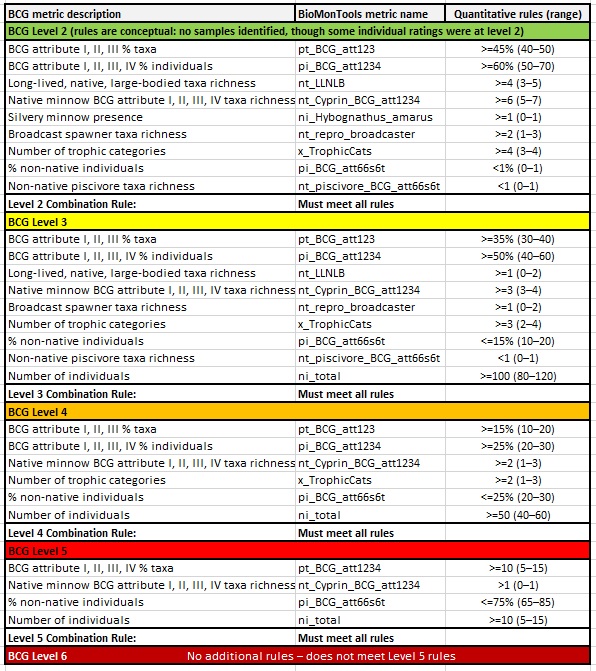 BCG metric description BioMonTools metric name Quantitative rules (range)
BCG Level 2 (rules are conceptual: no samples identified, though some individual ratings were at level 2)
BCG attribute I, II, III % taxa pt_BCG_att123 >=45% (40–50)
BCG attribute I, II, III, IV % individuals pi_BCG_att1234 >=60% (50–70)
Long-lived, native, large-bodied taxa richness nt_LLNLB >=4 (3–5)
Native minnow BCG attribute I, II, III, IV taxa richness nt_Cyprin_BCG_att1234 >=6 (5–7)
Silvery minnow presence ni_Hybognathus_amarus >=1 (0–1)
Broadcast spawner taxa richness nt_repro_broadcaster >=2 (1–3)
Number of trophic categories x_TrophicCats >=4 (3–4)
% non-native individuals pi_BCG_att66s6t <1% (0–1)
Non-native piscivore taxa richness nt_piscivore_BCG_att66s6t <1 (0–1)
Level 2 Combination Rule: Must meet all rules
BCG Level 3
BCG attribute I, II, III % taxa pt_BCG_att123 >=35% (30–40)
BCG attribute I, II, III, IV % individuals pi_BCG_att1234 >=50% (40–60)
Long-lived, native, large-bodied taxa richness nt_LLNLB >=1 (0–2)
Native minnow BCG attribute I, II, III, IV taxa richness nt_Cyprin_BCG_att1234 >=3 (3–4)
Broadcast spawner taxa richness nt_repro_broadcaster >=1 (0–2)
Number of trophic categories x_TrophicCats >=3 (2–4)
% non-native individuals pi_BCG_att66s6t <=15% (10–20)
Non-native piscivore taxa richness nt_piscivore_BCG_att66s6t <1 (0–1)
Number of individuals ni_total >=100 (80–120)
Level 3 Combination Rule: Must meet all rules
BCG Level 4
BCG attribute I, II, III % taxa pt_BCG_att123 >=15% (10–20)
BCG attribute I, II, III, IV % individuals pi_BCG_att1234 >=25% (20–30)
Native minnow BCG attribute I, II, III, IV taxa richness nt_Cyprin_BCG_att1234 >=2 (1–3)
Number of trophic categories x_TrophicCats >=2 (1–3)
% non-native individuals pi_BCG_att66s6t <=25% (20–30)
Number of individuals ni_total >=50 (40–60)
Level 4 Combination Rule: Must meet all rules
BCG Level 5
BCG attribute I, II, III, IV % taxa pt_BCG_att1234 >=10 (5–15)
Native minnow BCG attribute I, II, III, IV taxa richness nt_Cyprin_BCG_att1234 >1 (0–1)
% non-native individuals pi_BCG_att66s6t <=75% (65–85)
Number of individuals ni_total >=10 (5–15)
Level 5 Combination Rule: Must meet all rules
BCG Level 6 No additional rules – does not meet Level 5 rules